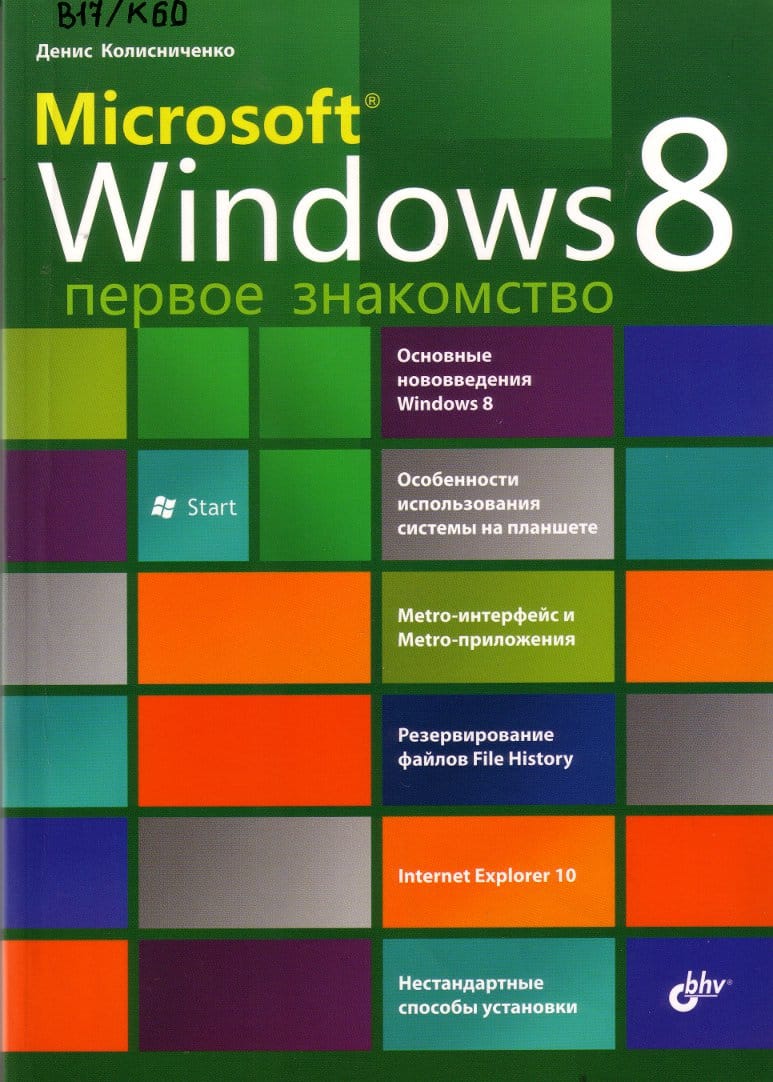 В17/К60
Денис Колисниченко
Microsoft®
Windows 8
первое знакомство
Основные
нововведения
Windows 8
Особенности
использования
системы на планшете
Start
Metro-интерфейс и
Metro-приложения
Резервирование
файлов File History
Internet Explorer 10
Нестандартные
способы установки
bhv®